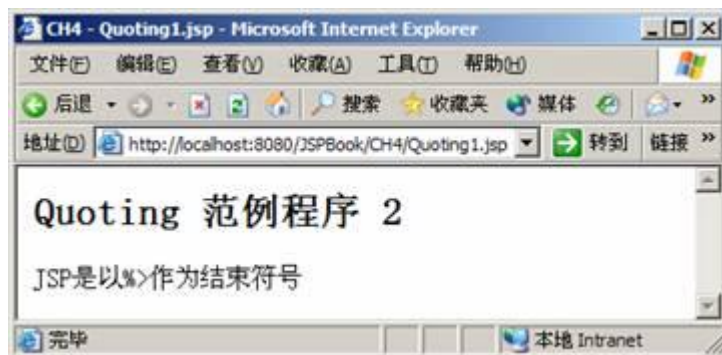 CH4 - Quoting1.jsp - Microsoft Internet Explorer
文件(F) 编辑(E) 查看(V) 收藏(A) 工具(T) 帮助(H)
后退 搜索 收藏夹 媒体 »
地址(D) http://localhost:8080/JSPBook/CH4/Quoting1.jsp 转到 链接 »
Quoting 范例程序 2
JSP是以%>作为结束符号
完毕 本地 Intranet